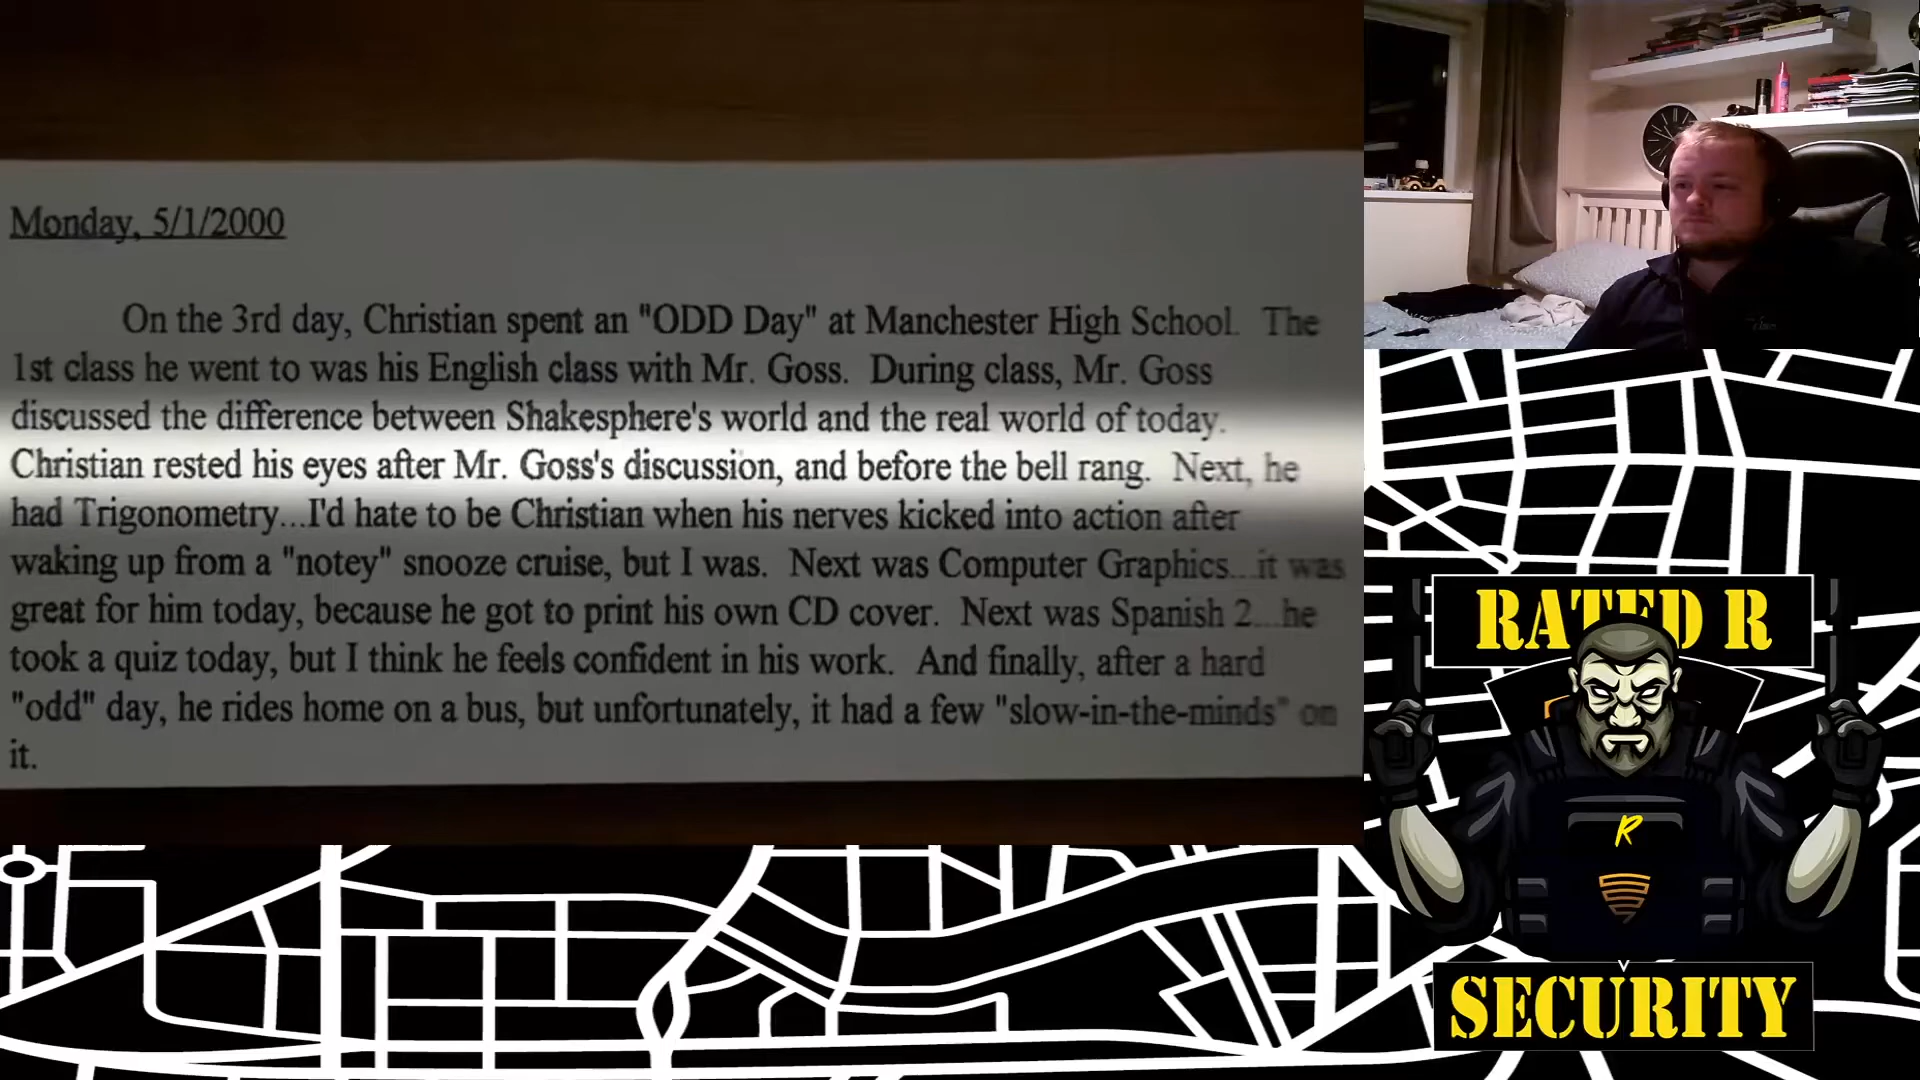 Monday, 5/1/2000
On the 3rd day, Christian spent an "ODD Day" at Manchester High School. The
1st class he went to was his English class with Mr. Goss. During class, Mr. Goss
discussed the difference between Shakesphere's world and the real world of today.
Christian rested his eyes after Mr. Goss's discussion, and before the bell rang. Next, he
had Trigonometry...I'd hate to be Christian when his nerves kicked into action after
waking up from a "notey" snooze cruise, but I was. Next was Computer Graphics...it was
great for him today, because he got to print his own CD cover. Next was Spanish 2...he
took a quiz today, but I think he feels confident in his work. And finally, after a hard
"odd" day, he rides home on a bus, but unfortunately, it had a few "slow-in-the-minds" on
it.
RATED R
R
SECURITY